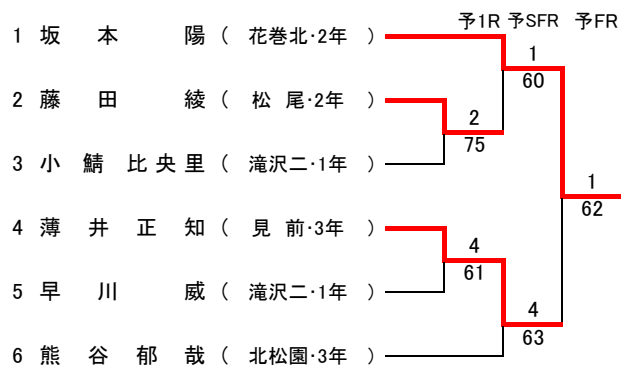 予1R 予SFR 予FR
1 坂本 陽 ( 花巻北・2年 )
1
60
2 藤田 綾 ( 松尾・2年 )
2
75
3 小鯖 比央里 ( 滝沢二・1年 )
1
62
4 薄井 正知 ( 見前・3年 )
4
61
5 早川 威 ( 滝沢二・1年 )
4
63
6 熊谷 郁哉 ( 北松園・3年 )